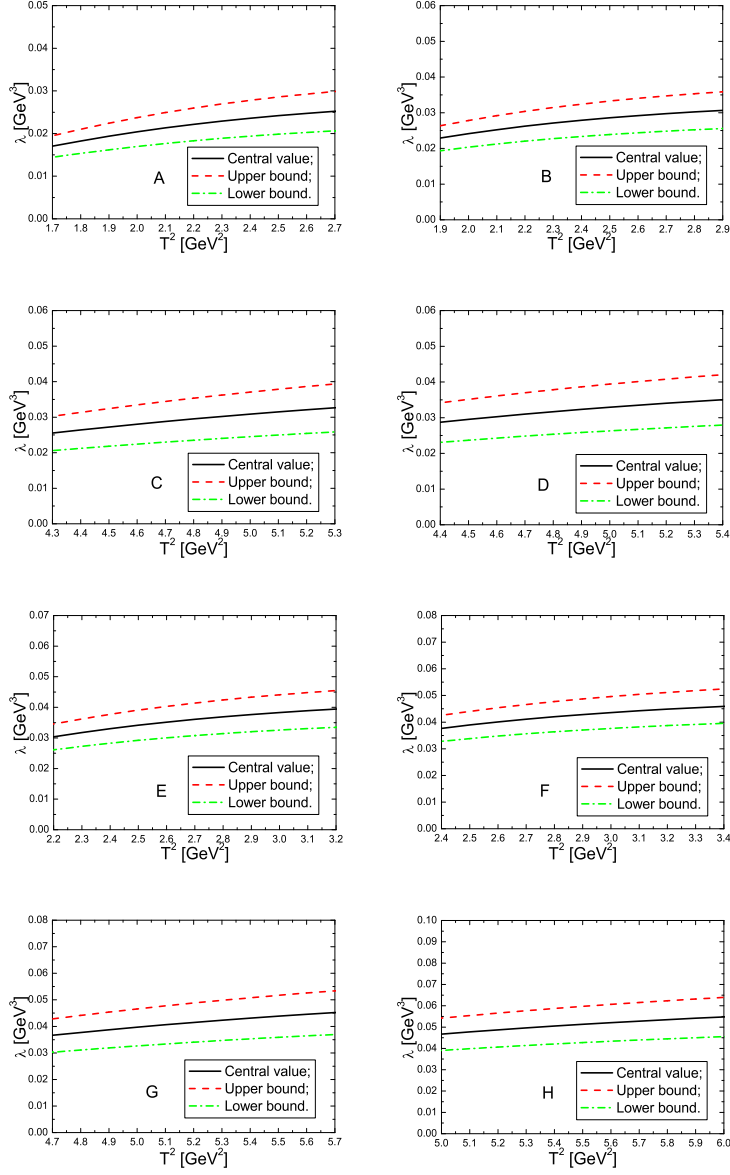 0.05
0.04
0.03
0.02
0.01
0.00
λ [GeV³]
A
Central value;
Upper bound;
Lower bound.
1.7 1.8 1.9 2.0 2.1 2.2 2.3 2.4 2.5 2.6 2.7
T² [GeV²]
0.06
0.05
0.04
0.03
0.02
0.01
0.00
λ [GeV³]
B
Central value;
Upper bound;
Lower bound.
1.9 2.0 2.1 2.2 2.3 2.4 2.5 2.6 2.7 2.8 2.9
T² [GeV²]
0.06
0.05
0.04
0.03
0.02
0.01
0.00
λ [GeV³]
C
Central value;
Upper bound;
Lower bound.
4.3 4.4 4.5 4.6 4.7 4.8 4.9 5.0 5.1 5.2 5.3
T² [GeV²]
0.06
0.05
0.04
0.03
0.02
0.01
0.00
λ [GeV³]
D
Central value;
Upper bound;
Lower bound.
4.4 4.5 4.6 4.7 4.8 4.9 5.0 5.1 5.2 5.3 5.4
T² [GeV²]
0.07
0.06
0.05
0.04
0.03
0.02
0.01
0.00
λ [GeV³]
E
Central value;
Upper bound;
Lower bound.
2.2 2.3 2.4 2.5 2.6 2.7 2.8 2.9 3.0 3.1 3.2
T² [GeV²]
0.08
0.07
0.06
0.05
0.04
0.03
0.02
0.01
0.00
λ [GeV³]
F
Central value;
Upper bound;
Lower bound.
2.4 2.5 2.6 2.7 2.8 2.9 3.0 3.1 3.2 3.3 3.4
T² [GeV²]
0.08
0.07
0.06
0.05
0.04
0.03
0.02
0.01
0.00
λ [GeV³]
G
Central value;
Upper bound;
Lower bound.
4.7 4.8 4.9 5.0 5.1 5.2 5.3 5.4 5.5 5.6 5.7
T² [GeV²]
0.10
0.09
0.08
0.07
0.06
0.05
0.04
0.03
0.02
0.01
0.00
λ [GeV³]
H
Central value;
Upper bound;
Lower bound.
5.0 5.1 5.2 5.3 5.4 5.5 5.6 5.7 5.8 5.9 6.0
T² [GeV²]